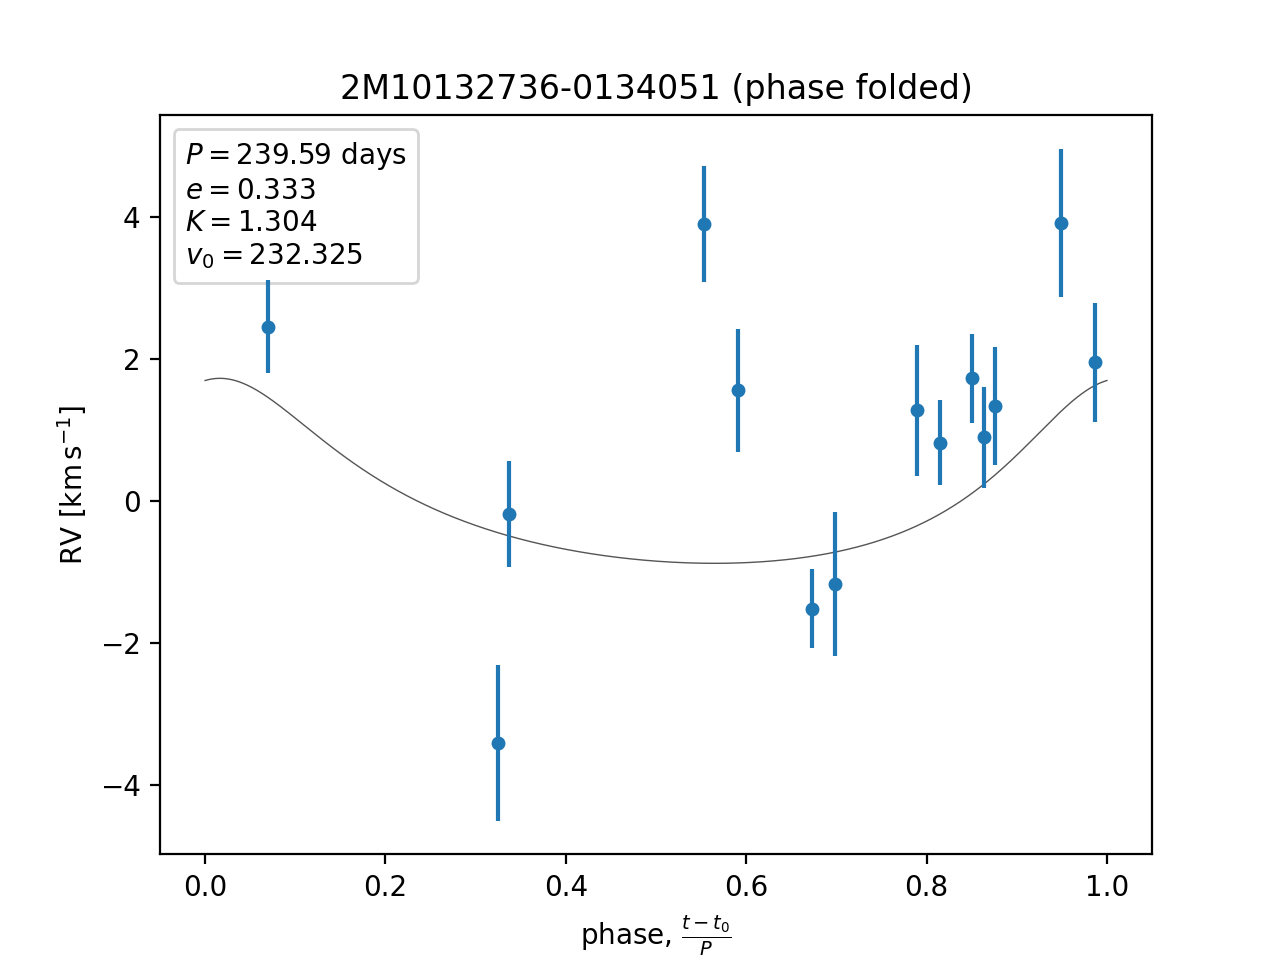 2M10132736-0134051 (phase folded)
P = 239.59 days
e = 0.333
K = 1.304
v₀ = 232.325
RV [km s⁻¹]
4
2
0
−2
−4
0.0 0.2 0.4 0.6 0.8 1.0
phase, (t − t₀)/P